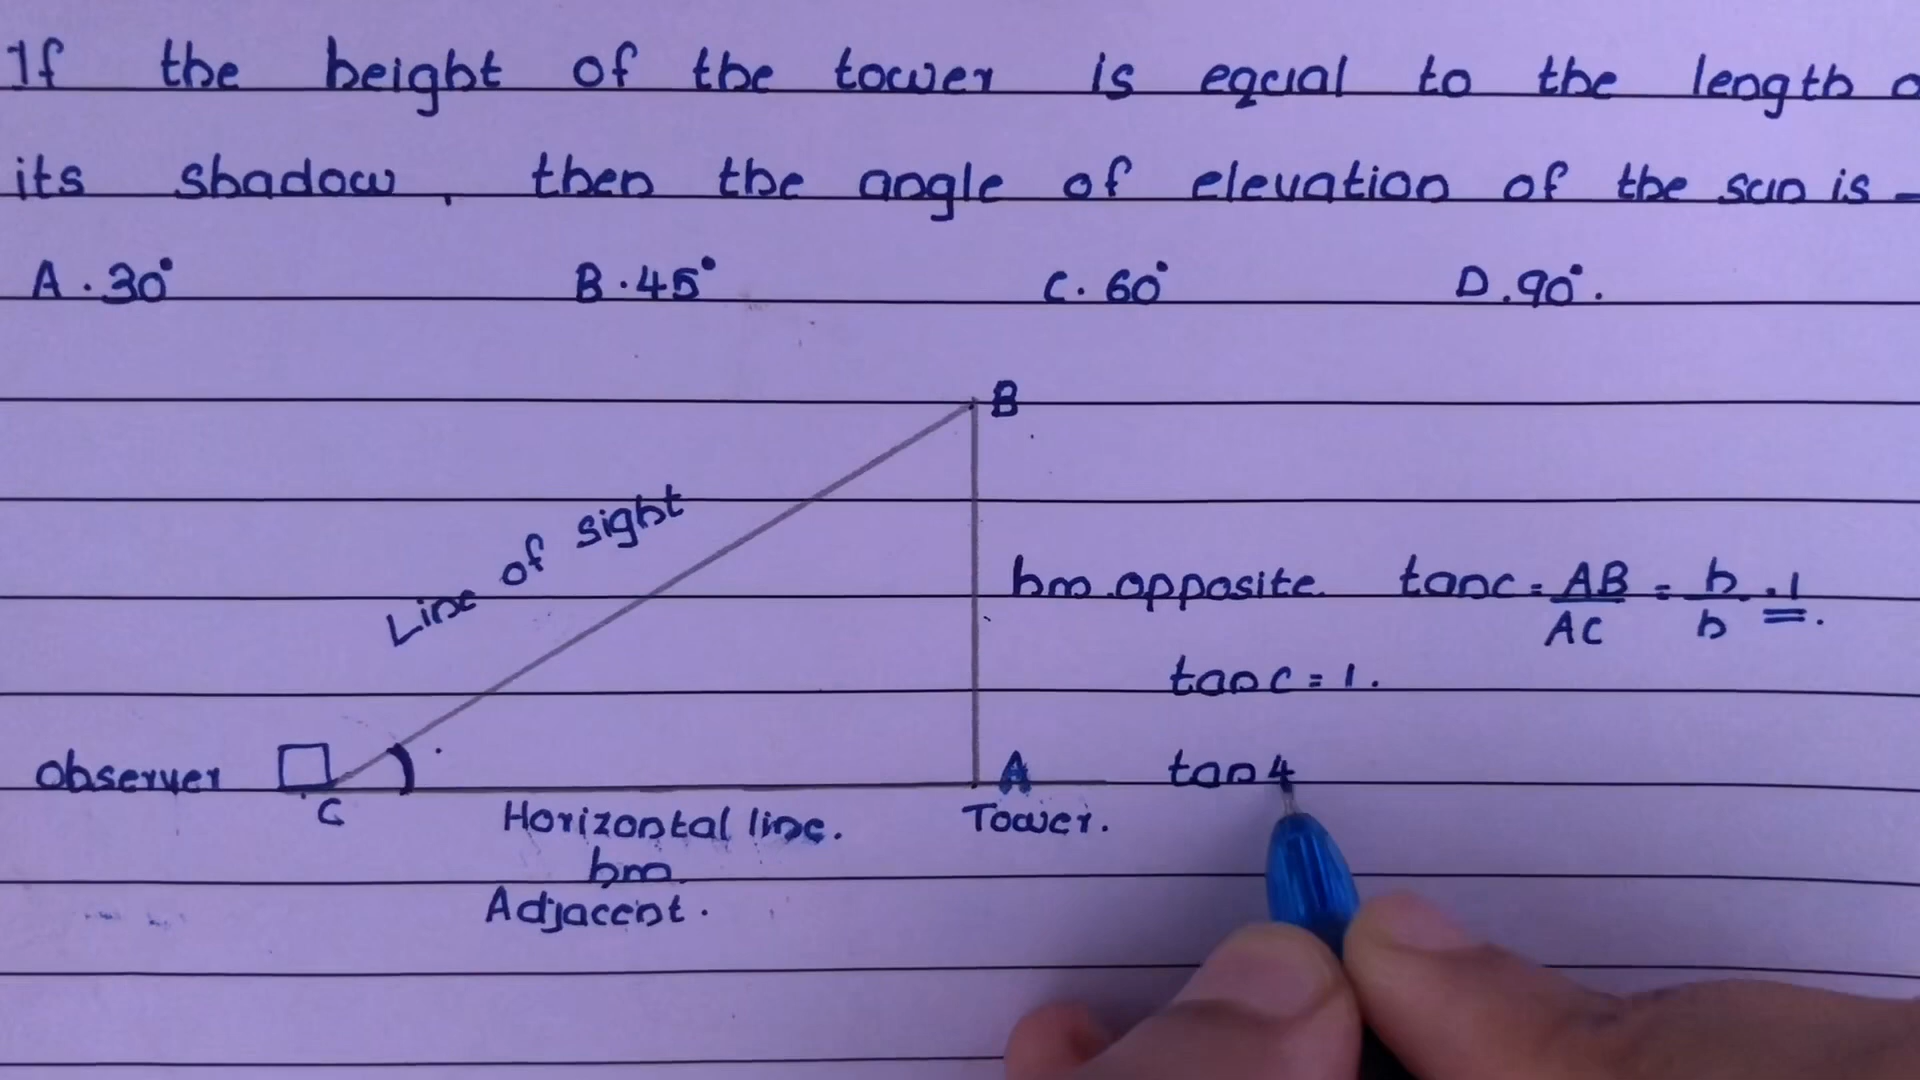 If the height of the tower is equal to the length
its shadow, then the angle of elevation of the sun is -
A. 30° B. 45° C. 60° D. 90°.
B
Line of sight
hm opposite tanc = AB/AC = h/h = 1.
tanc = 1.
observer C A tan 4
Horizontal line. Tower.
hm
Adjacent.